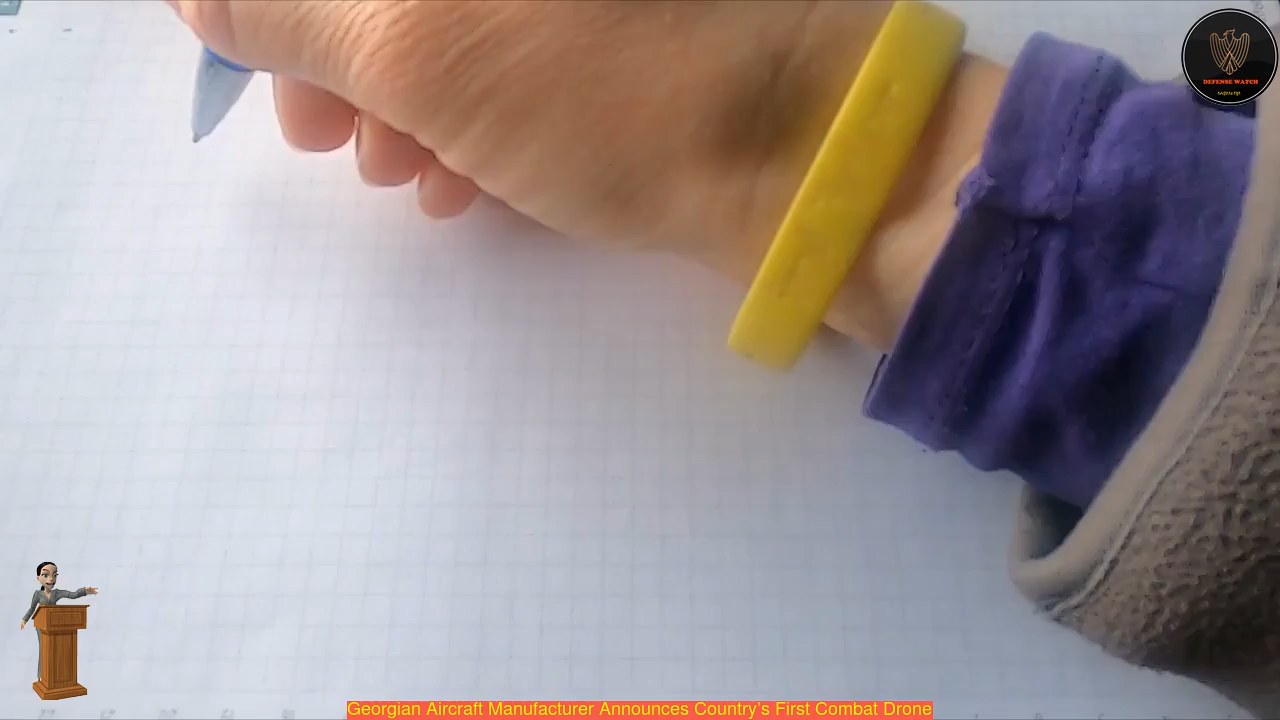 DEFENSE WATCH
Georgian Aircraft Manufacturer Announces Country's First Combat Drone